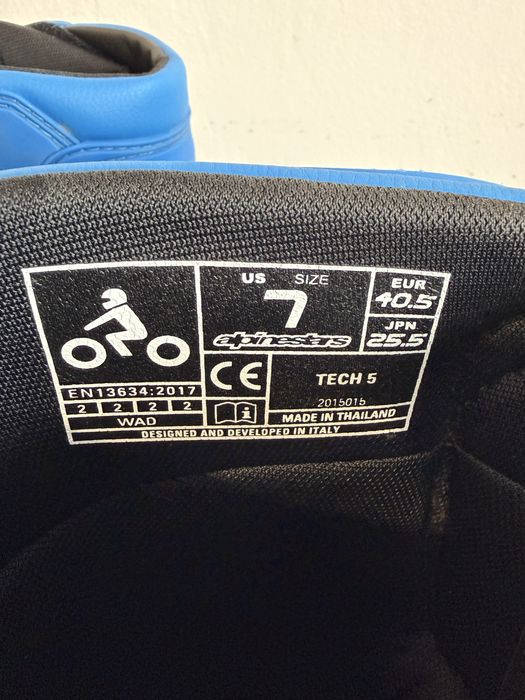 US SIZE
7
alpinestars
EUR
40.5
JPN
25.5
EN13634:2017
2 2 2 2
WAD
CE
i
TECH 5
2015015
MADE IN THAILAND
DESIGNED AND DEVELOPED IN ITALY